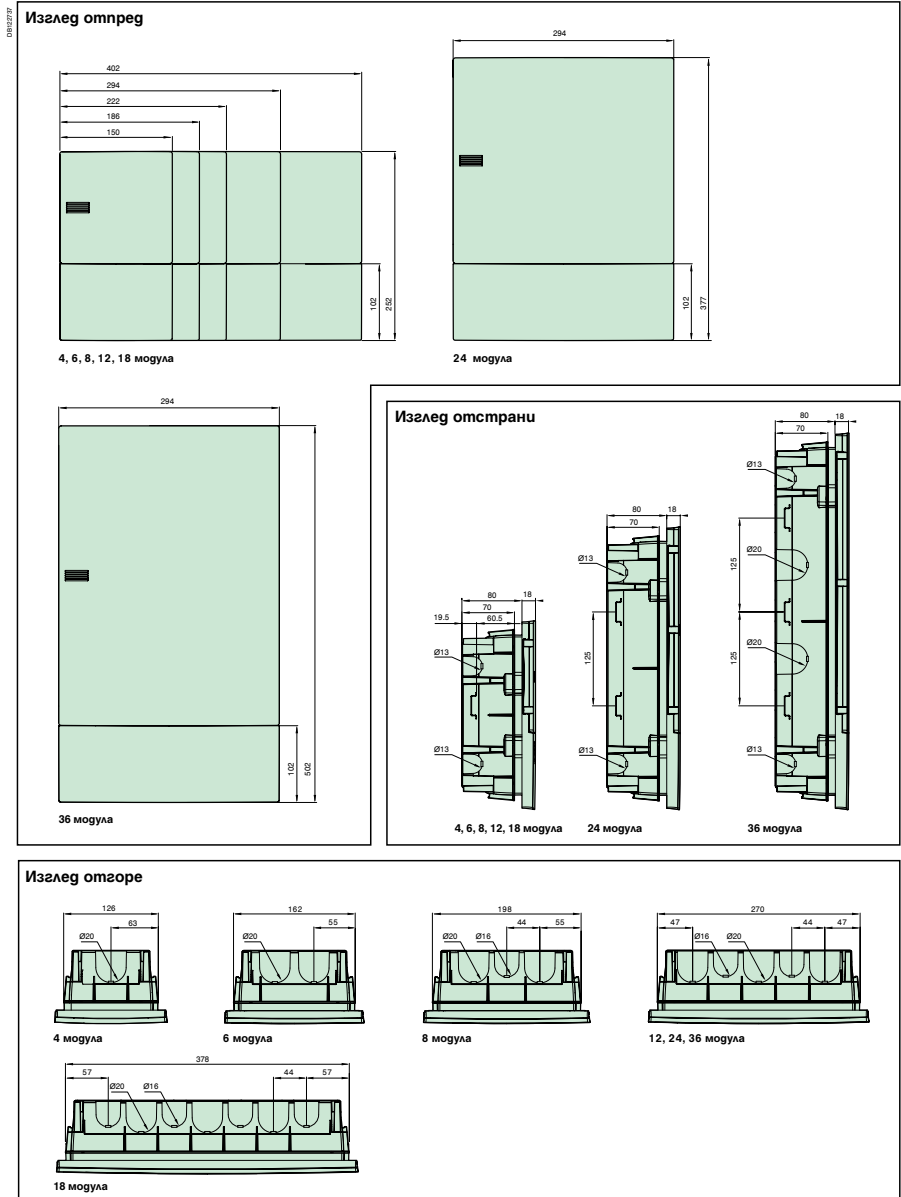 DB122737
Изглед отпред
402
294
222
186
150
102
252
4, 6, 8, 12, 18 модула
294
102
377
24 модула
294
102
502
36 модула
Изглед отстрани
80
18
70
19.5
60.5
Ø13
Ø13
4, 6, 8, 12, 18 модула
80
18
70
Ø13
125
Ø13
24 модула
80
18
70
Ø13
125
Ø20
125
Ø20
Ø13
36 модула
Изглед отгоре
126
63
Ø20
4 модула
162
55
Ø20
6 модула
198
44
55
Ø20
Ø16
8 модула
270
47
44
47
Ø16
Ø20
12, 24, 36 модула
378
57
44
57
Ø20
Ø16
18 модула